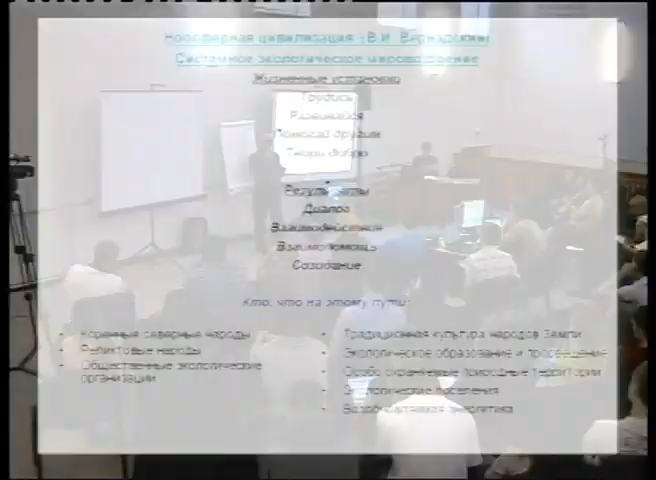 Ноосферная цивилизация (В.И. Вернадский)
Системное экологическое мировоззрение
Жизненные установки
Трудись
Развивайся
Помогай другим
Твори добро
Результаты
Диалог
Взаимодействие
Взаимопомощь
Созидание
Кто, что на этому пути:
Коренные северные народы
Реликтовые народы
Общественные экологические
организации
Традиционная культура народов Земли
Экологическое образование и просвещение
Особо охраняемые природные территории
Экологические поселения
Возобновляемая энергетика